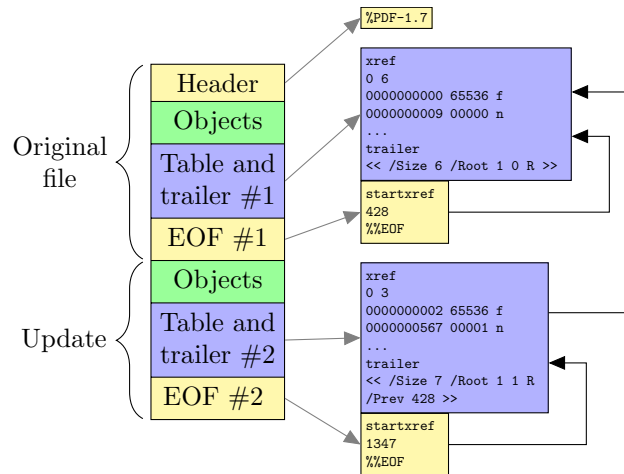 %PDF-1.7
Original
file
Header
Objects
Table and
trailer #1
EOF #1
xref
0 6
0000000000 65536 f
0000000009 00000 n
...
trailer
<< /Size 6 /Root 1 0 R >>
startxref
428
%%EOF
Update
Objects
Table and
trailer #2
EOF #2
xref
0 3
0000000002 65536 f
0000000567 00001 n
...
trailer
<< /Size 7 /Root 1 1 R
/Prev 428 >>
startxref
1347
%%EOF